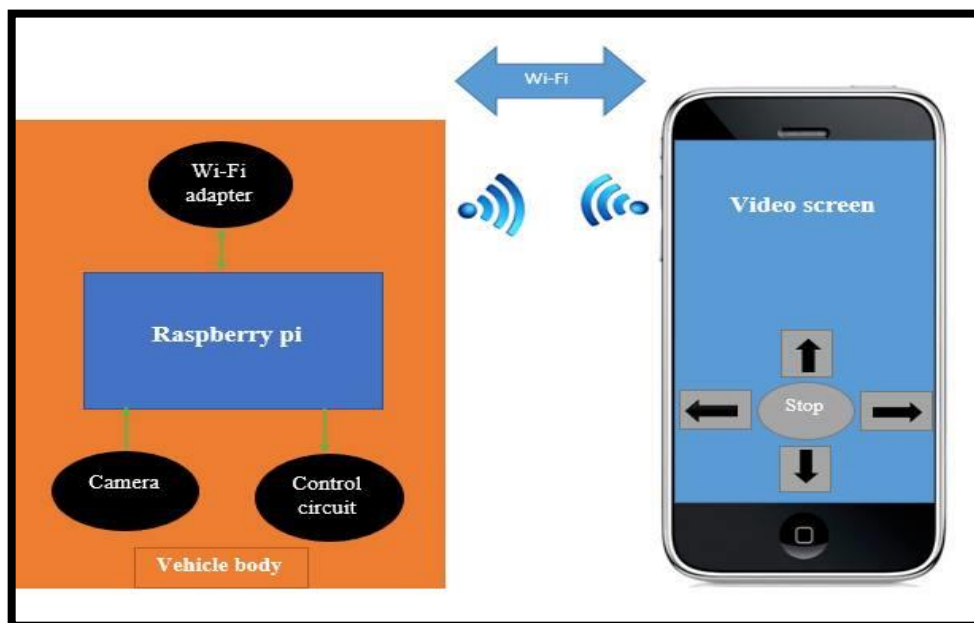 Wi-Fi
Wi-Fi
adapter
Raspberry pi
Camera
Control
circuit
Vehicle body
Video screen
Stop